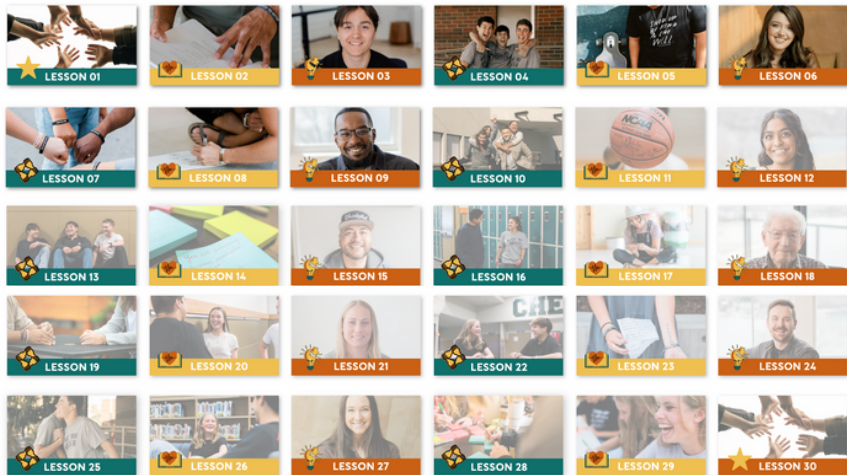 LESSON 01
LESSON 02
LESSON 03
LESSON 04
LESSON 05
LESSON 06
LESSON 07
LESSON 08
LESSON 09
LESSON 10
NCAA
LESSON 11
LESSON 12
LESSON 13
LESSON 14
LESSON 15
LESSON 16
LESSON 17
LESSON 18
LESSON 19
LESSON 20
LESSON 21
CHE
LESSON 22
LESSON 23
LESSON 24
LESSON 25
LESSON 26
LESSON 27
LESSON 28
LESSON 29
LESSON 30